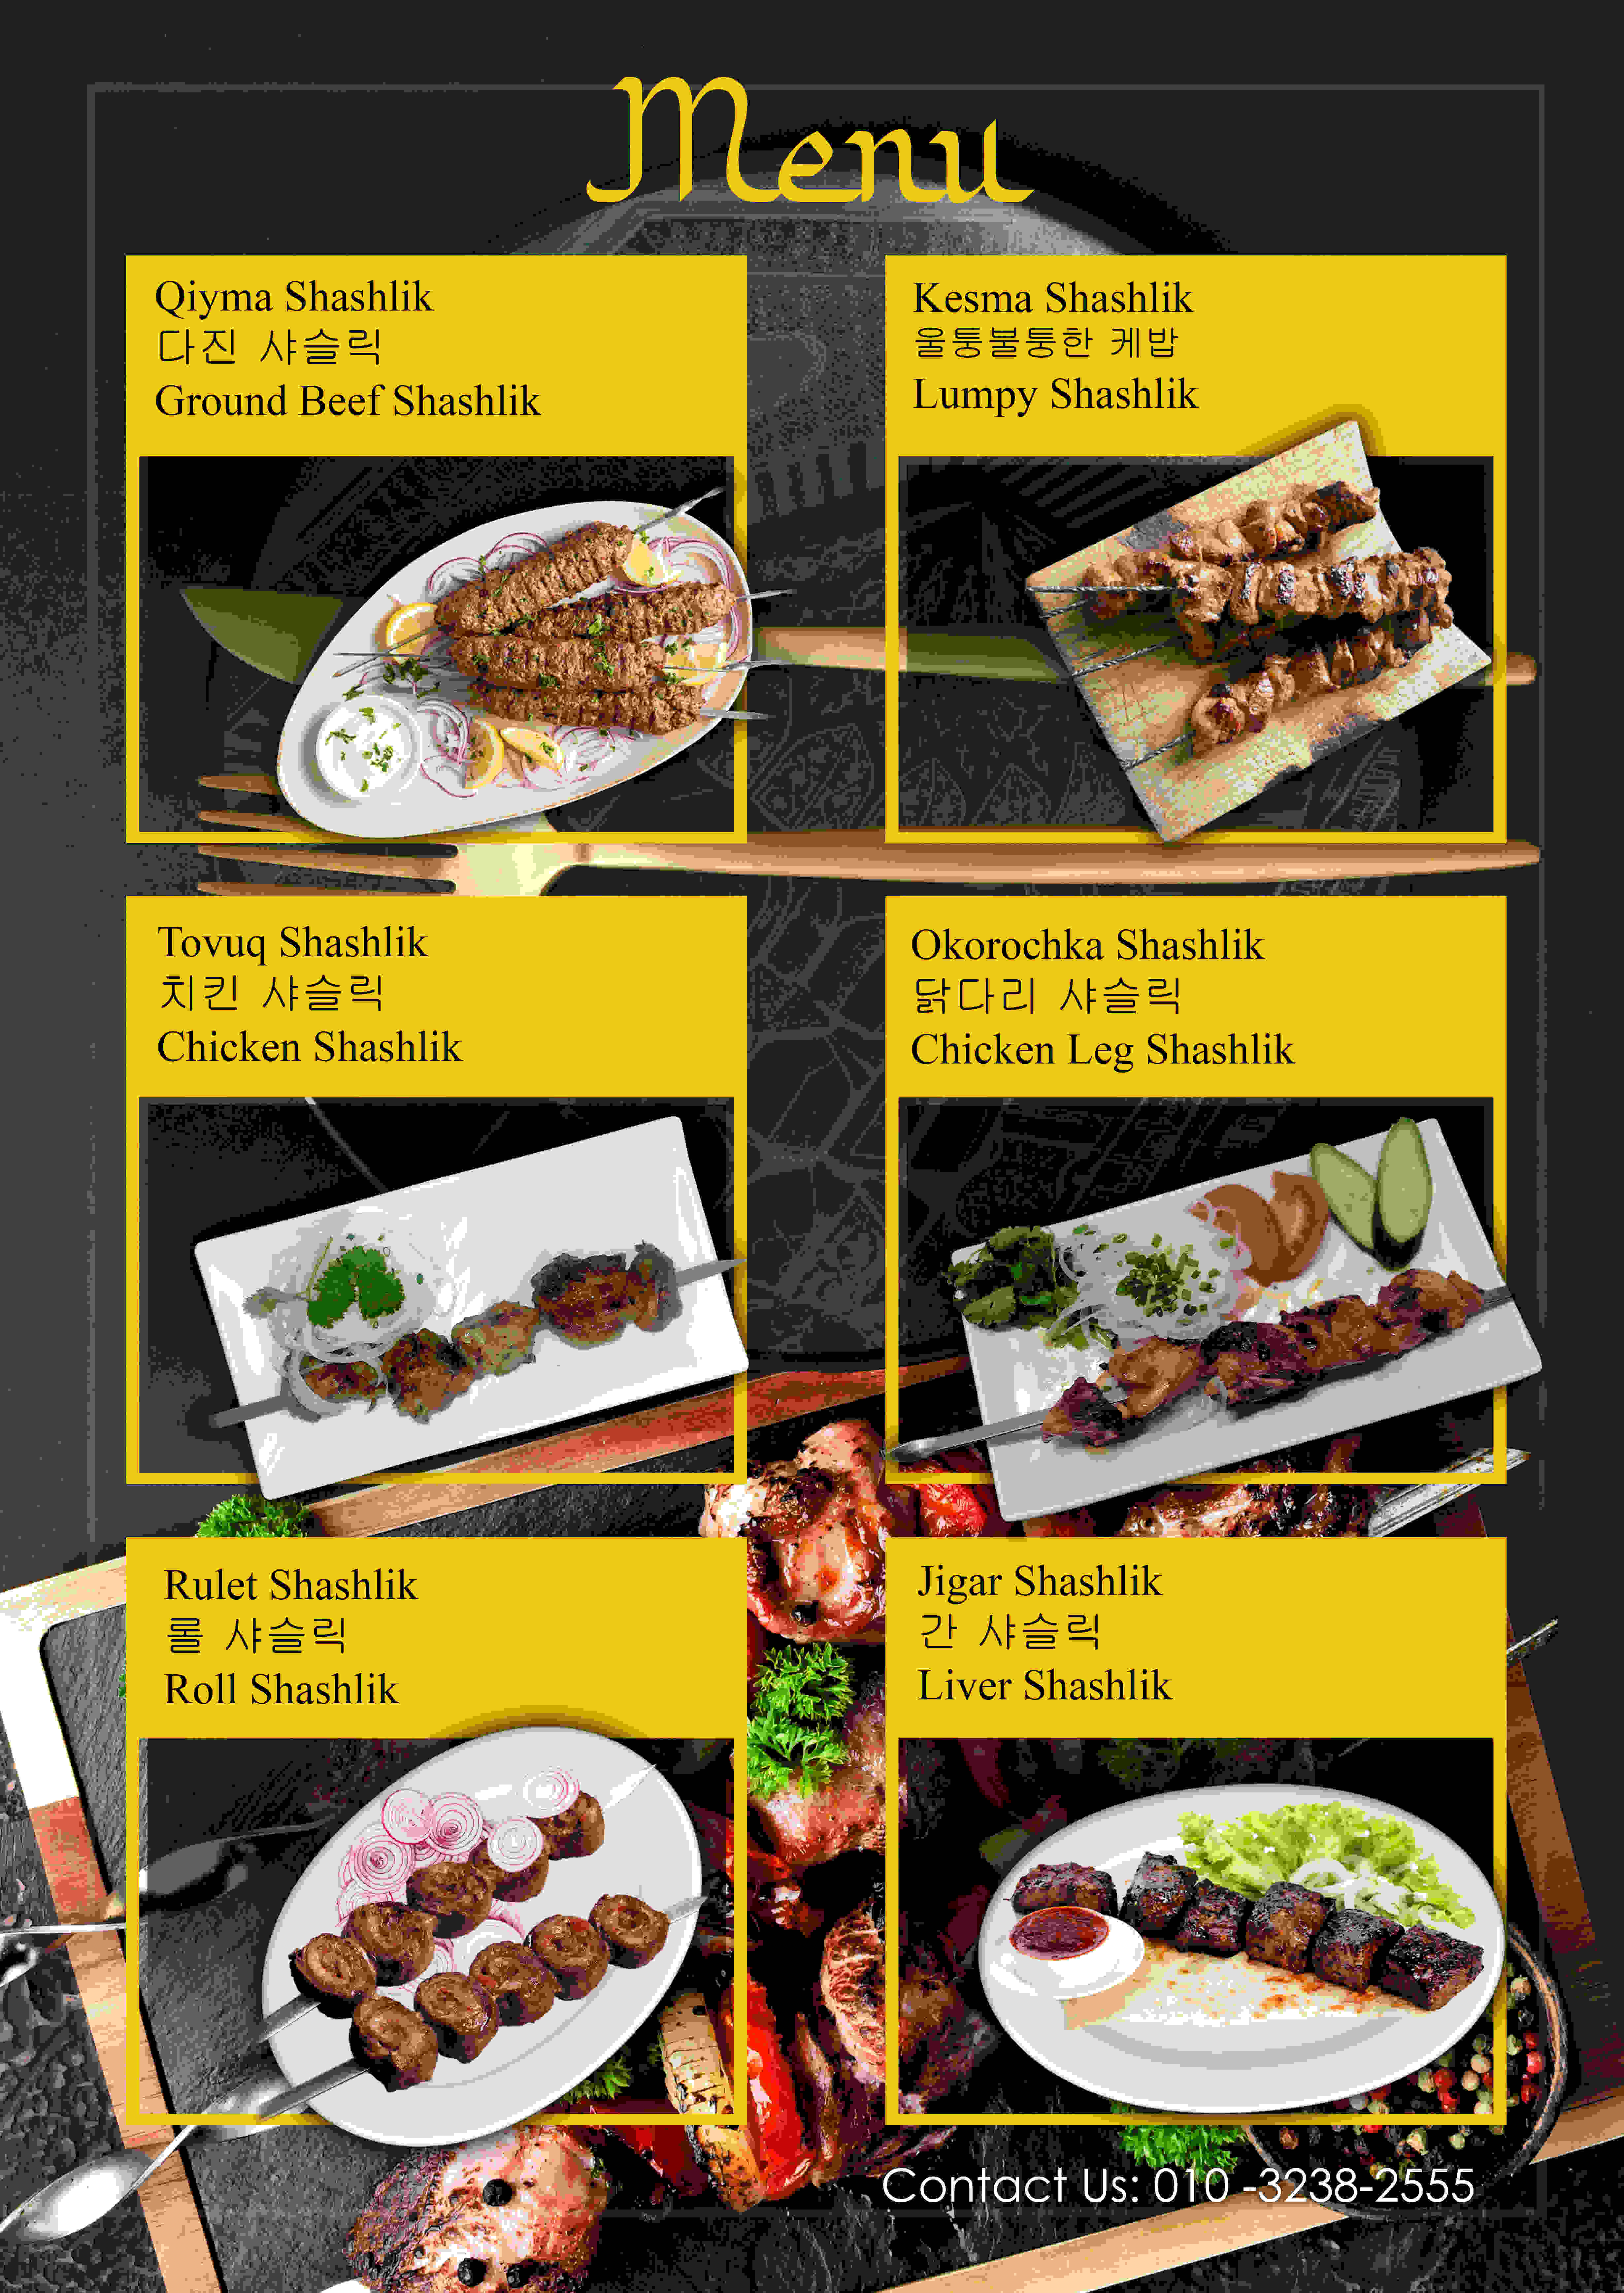 Menu
Qiyma Shashlik
다진 샤슬릭
Ground Beef Shashlik
Kesma Shashlik
울퉁불퉁한 케밥
Lumpy Shashlik
Tovuq Shashlik
치킨 샤슬릭
Chicken Shashlik
Okorochka Shashlik
닭다리 샤슬릭
Chicken Leg Shashlik
Rulet Shashlik
롤 샤슬릭
Roll Shashlik
Jigar Shashlik
간 샤슬릭
Liver Shashlik
Contact Us: 010 -3238-2555